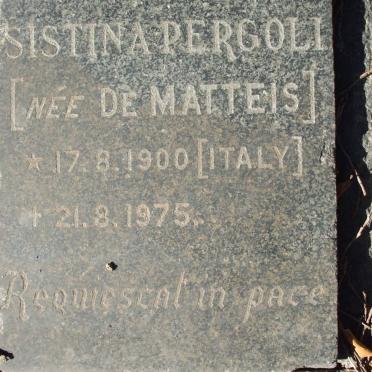 SISTINA PERGOLI
[NÉE DE MATTEIS]
* 17.8.1900 [ITALY]
+ 21.8.1975.
Requiescat in pace